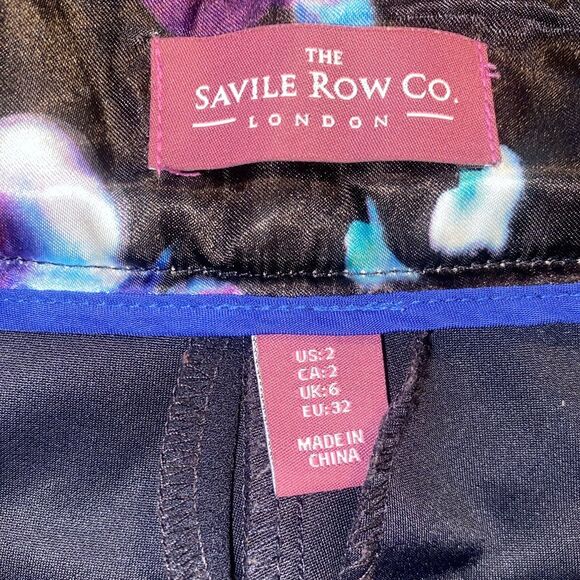 THE
SAVILE ROW CO.
LONDON
US:2
CA:2
UK:6
EU:32
MADE IN
CHINA